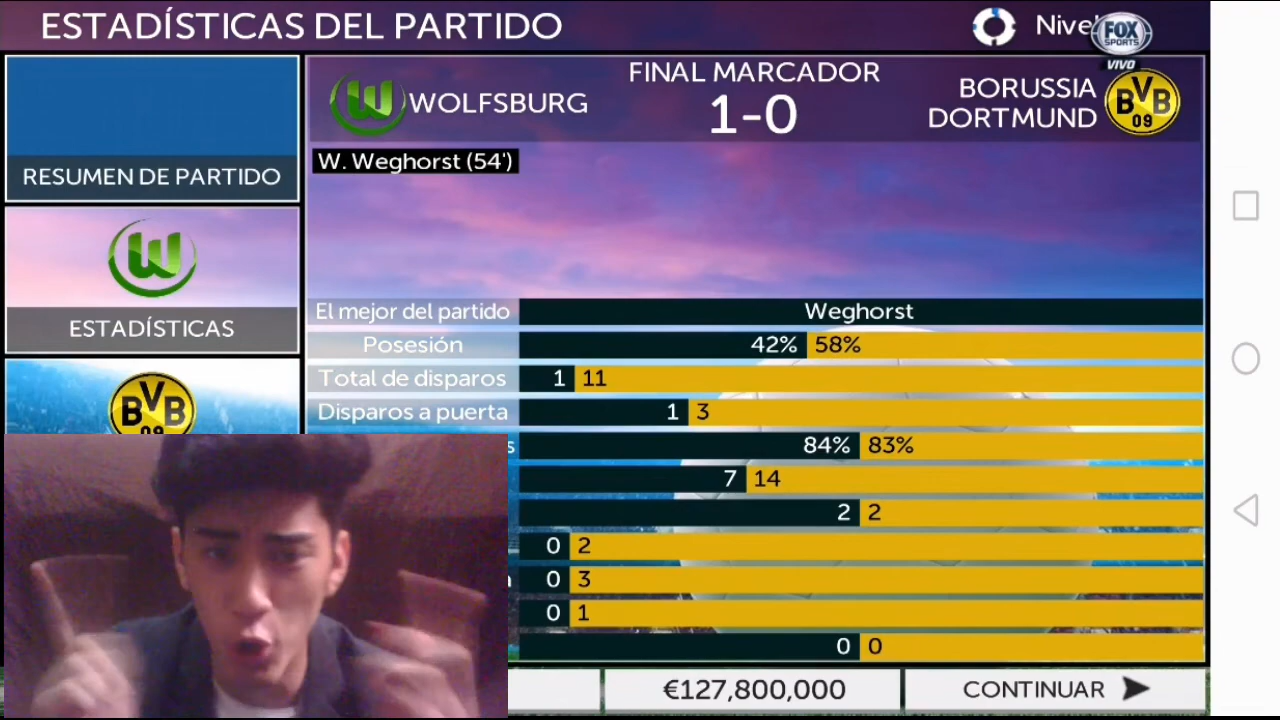 ESTADÍSTICAS DEL PARTIDO
FOX
SPORTS
VIVO
RESUMEN DE PARTIDO
WOLFSBURG
FINAL MARCADOR
1-0
BORUSSIA
DORTMUND
BVB
09
W. Weghorst (54')
ESTADÍSTICAS
BVB
09
El mejor del partido Weghorst
Posesión 42% 58%
Total de disparos 1 11
Disparos a puerta 1 3
84% 83%
7 14
2 2
0 2
0 3
0 1
0 0
€127,800,000
CONTINUAR